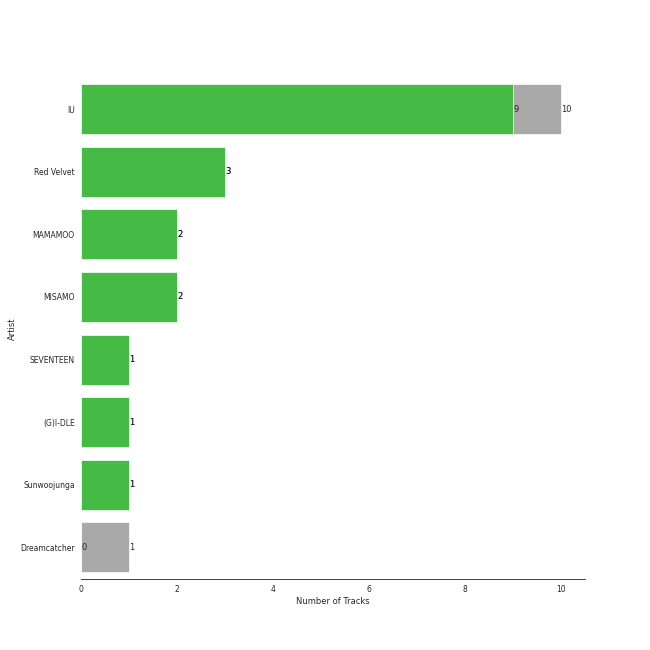 IU 9 10
Red Velvet 3
MAMAMOO 2
MISAMO 2
SEVENTEEN 1
(G)I-DLE 1
Sunwoojunga 1
Dreamcatcher 0 1
Artist
0 2 4 6 8 10
Number of Tracks